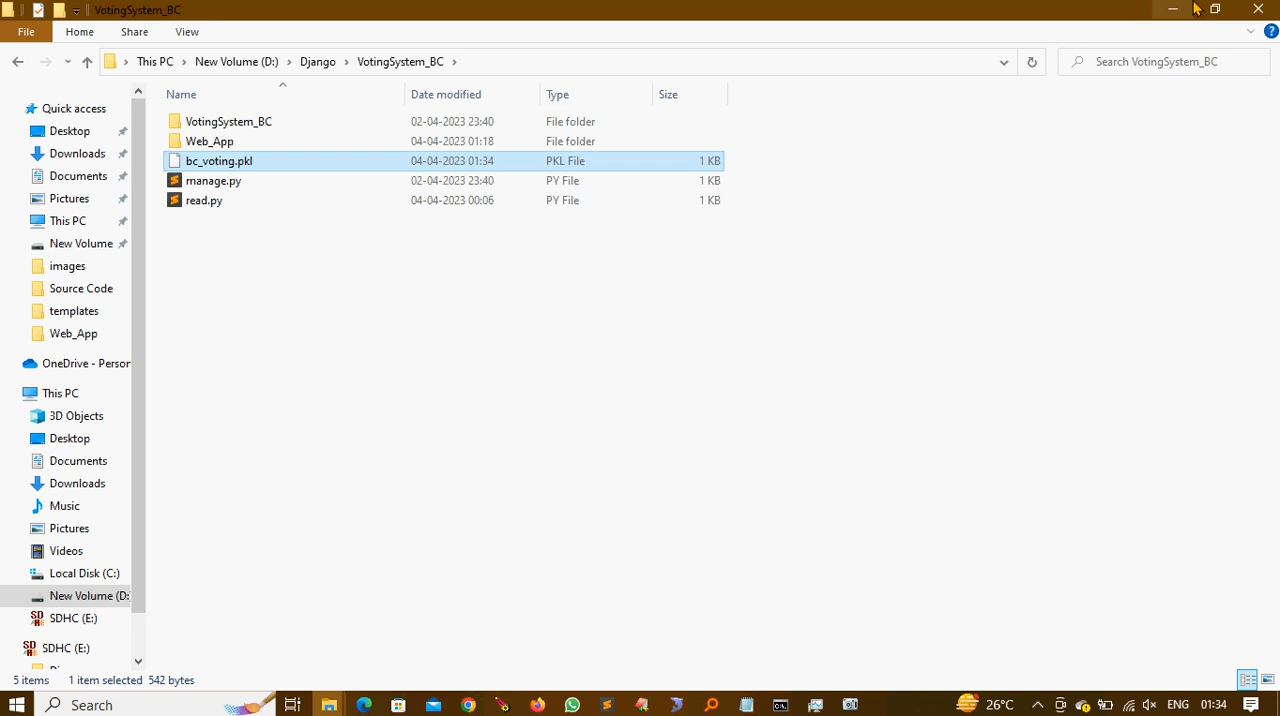 VotingSystem_BC
File Home Share View
This PC New Volume (D:) Django VotingSystem_BC Search VotingSystem_BC
Name Date modified Type Size
VotingSystem_BC 02-04-2023 23:40 File folder
Web_App 04-04-2023 01:18 File folder
bc_voting.pkl 04-04-2023 01:34 PKL File 1 KB
manage.py 02-04-2023 23:40 PY File 1 KB
read.py 04-04-2023 00:06 PY File 1 KB
Quick access
Desktop
Downloads
Documents
Pictures
This PC
New Volume
images
Source Code
templates
Web_App
OneDrive - Person
This PC
3D Objects
Desktop
Documents
Downloads
Music
Pictures
Videos
Local Disk (C:)
New Volume (D:
SDHC (E:)
SDHC (E:)
5 items 1 item selected 542 bytes
Search 26°C ENG 01:34